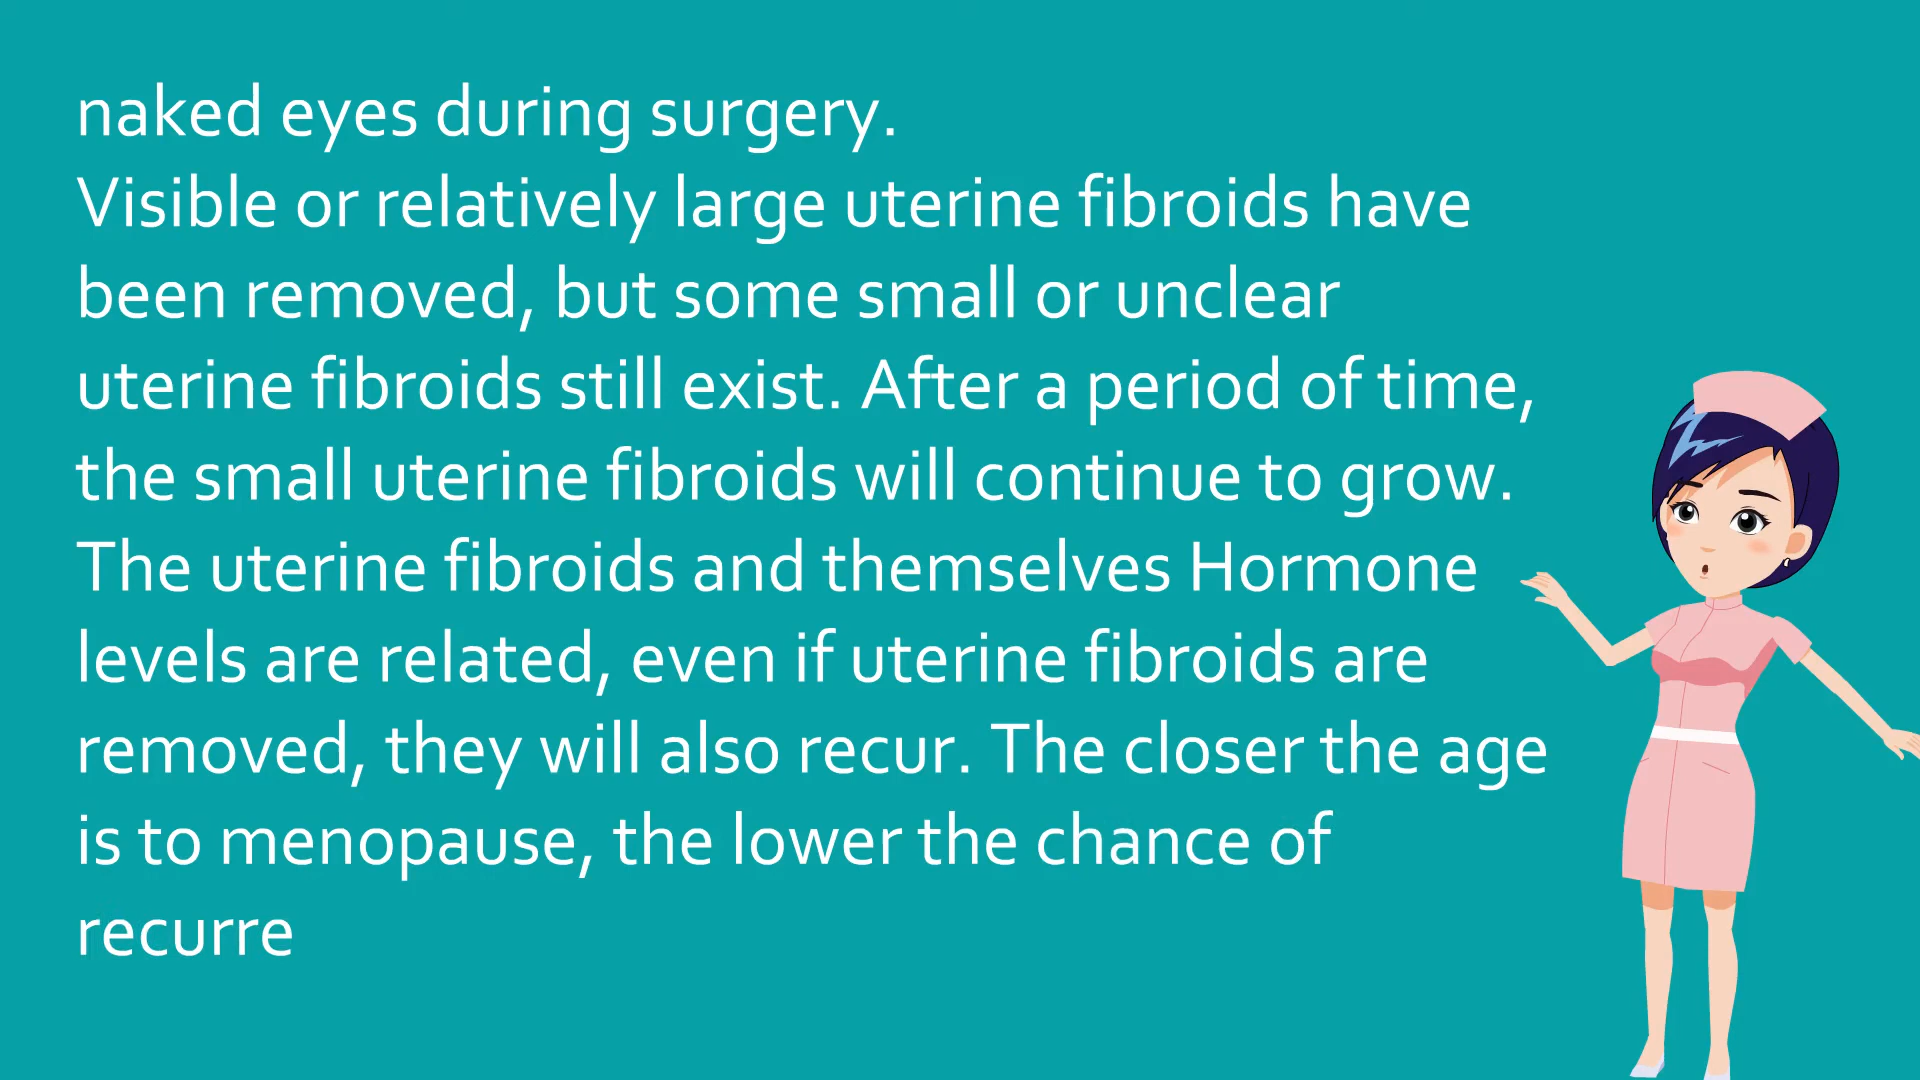 naked eyes during surgery.
Visible or relatively large uterine fibroids have
been removed, but some small or unclear
uterine fibroids still exist. After a period of time,
the small uterine fibroids will continue to grow.
The uterine fibroids and themselves Hormone
levels are related, even if uterine fibroids are
removed, they will also recur. The closer the age
is to menopause, the lower the chance of
recurre